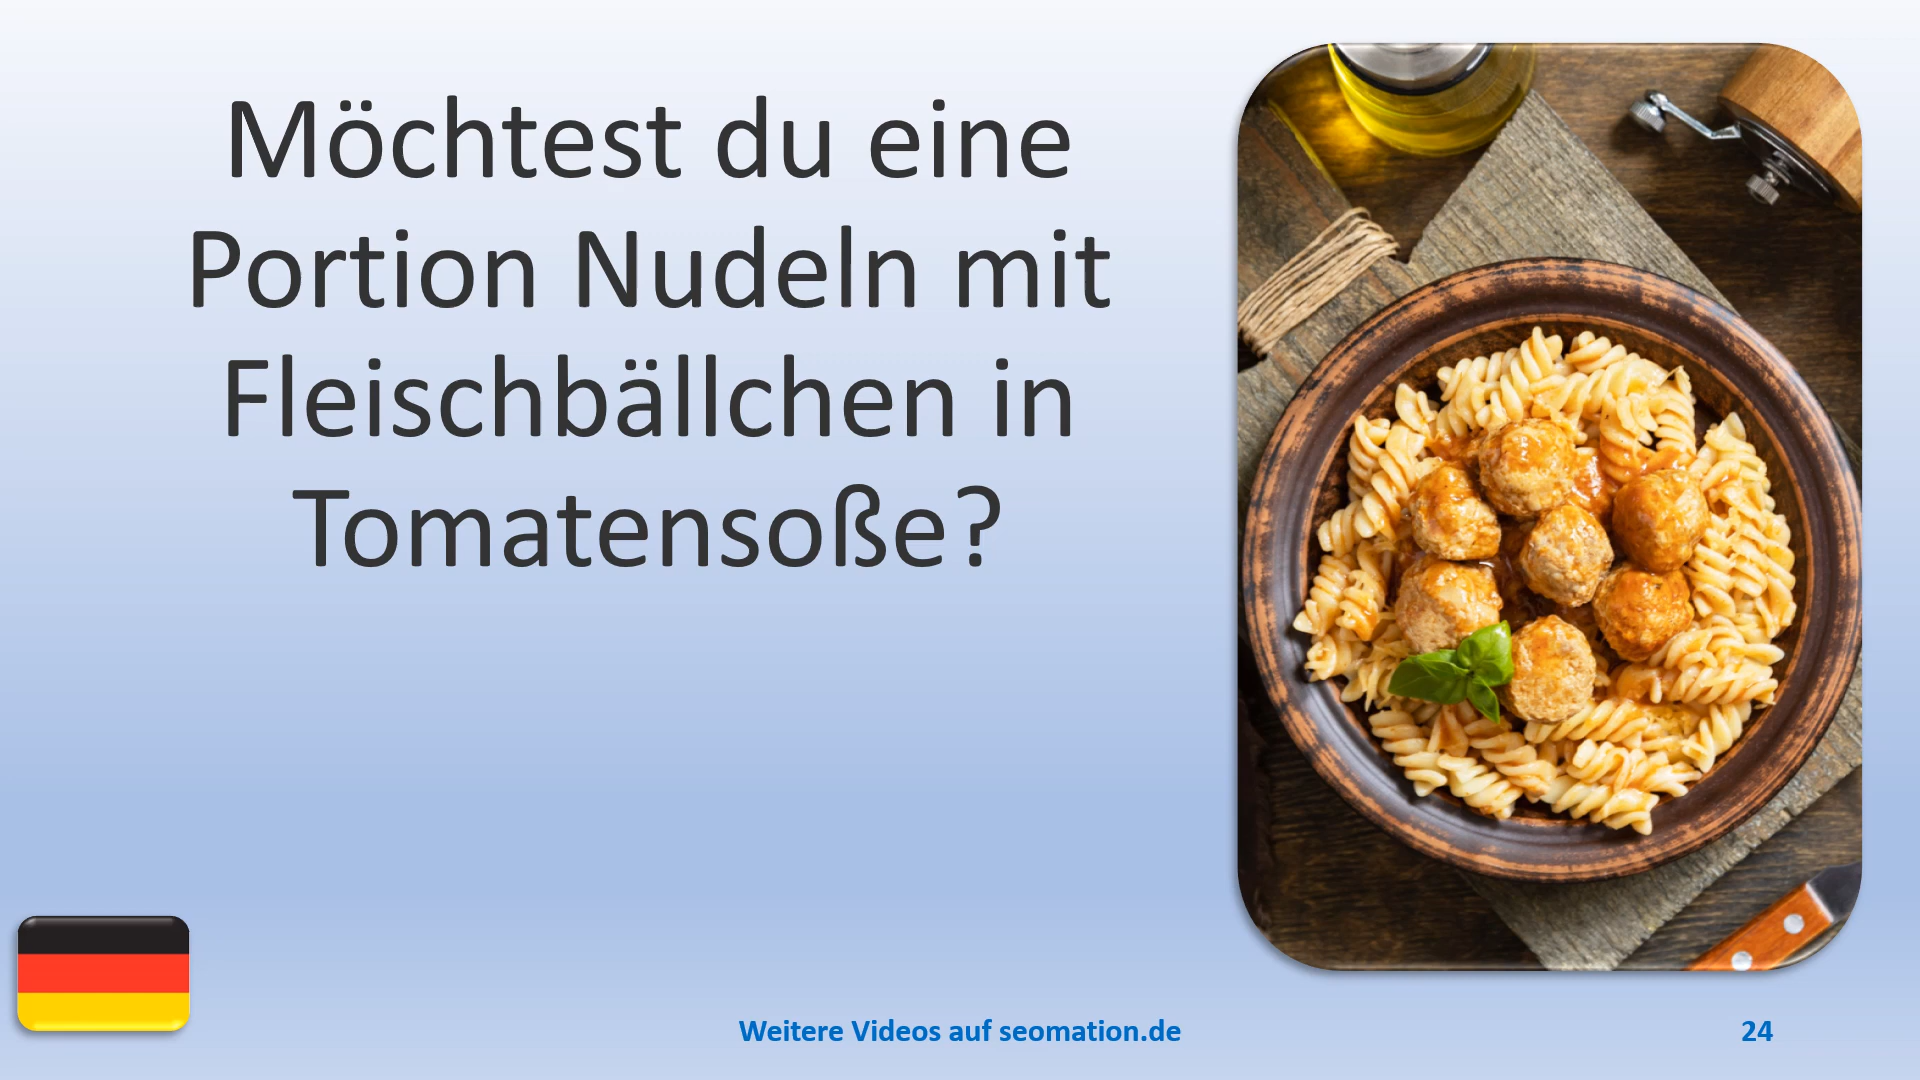 Möchtest du eine
Portion Nudeln mit
Fleischbällchen in
Tomatensoße?
Weitere Videos auf seomation.de
24